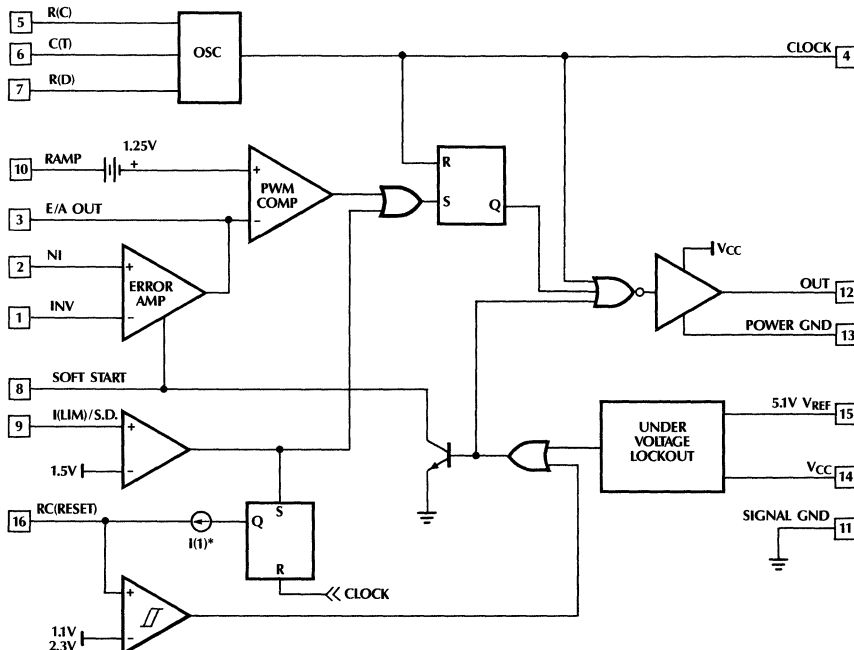 5 R(C)
6 C(T) OSC CLOCK 4
7 R(D)
1.25V
10 RAMP + + PWM COMP R
S Q
3 E/A OUT −
2 NI + ERROR AMP VCC
OUT 12
1 INV −
POWER GND 13
8 SOFT START
9 I(LIM)/S.D. + 5.1V VREF 15
UNDER VOLTAGE LOCKOUT
1.5V − VCC 14
16 RC(RESET) I(1)* Q S R SIGNAL GND 11
CLOCK
+
1.1V −
2.3V